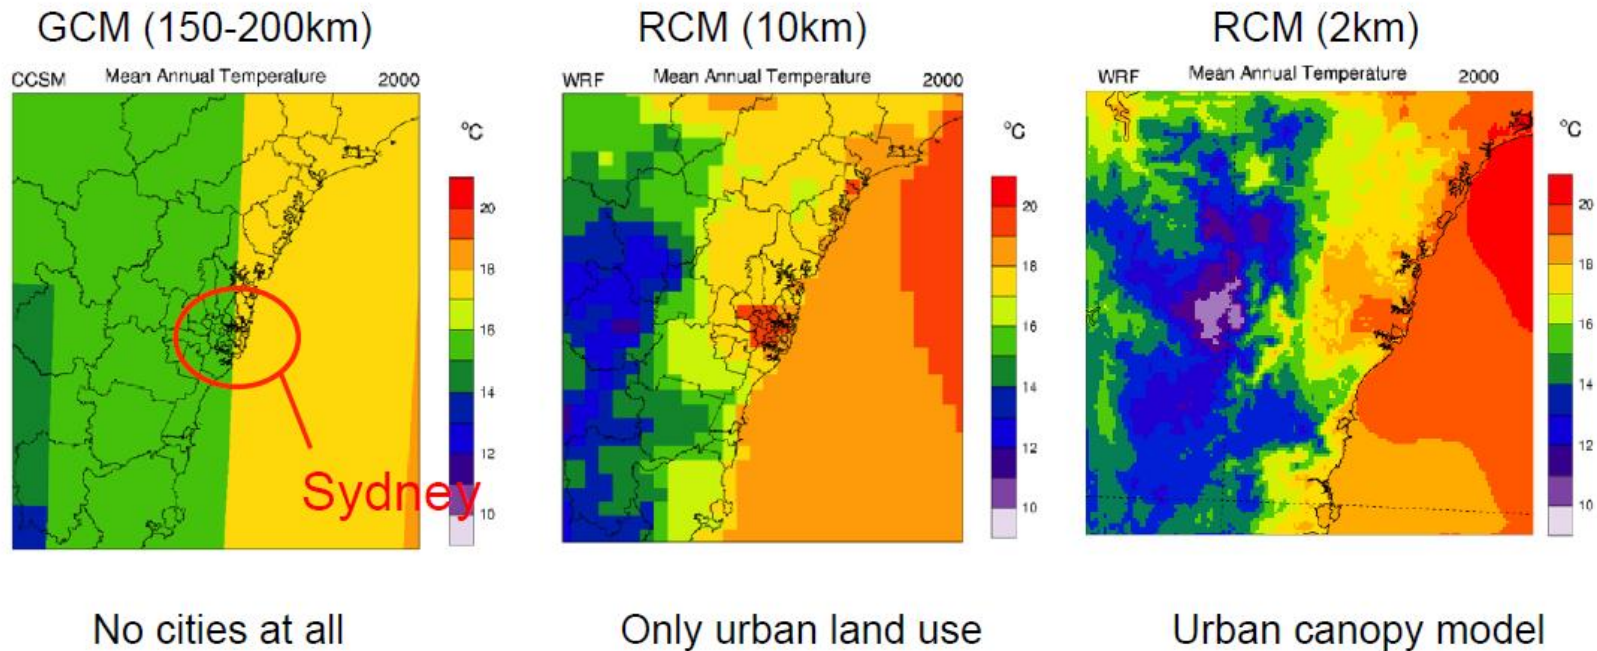 GCM (150-200km)
RCM (10km)
RCM (2km)
CCSM Mean Annual Temperature 2000
WRF Mean Annual Temperature 2000
WRF Mean Annual Temperature 2000
°C
20
18
16
14
12
10
°C
20
18
16
14
12
10
°C
20
18
16
14
12
10
Sydney
No cities at all
Only urban land use
Urban canopy model